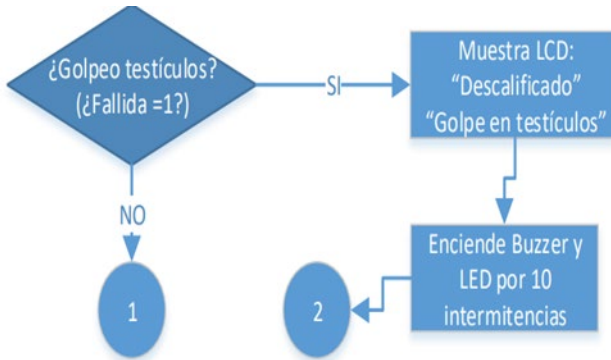 ¿Golpeo testículos?
(¿Fallida =1?)
SI
Muestra LCD:
“Descalificado”
“Golpe en testículos”
NO
Enciende Buzzer y
LED por 10
intermitencias
1
2